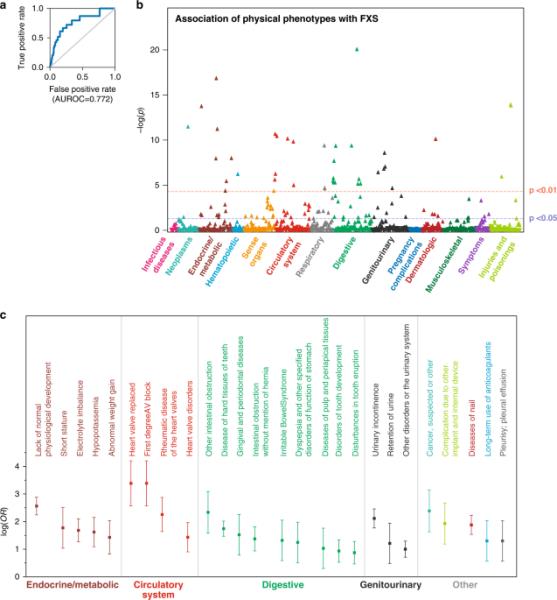 a
True positive rate
1.0
0.5
0.0
0.0 0.5 1.0
False positive rate
(AUROC=0.772)
b
Association of physical phenotypes with FXS
–log(p)
20
15
10
5
0
p <0.01
p <0.05
Infectious
diseases
Neoplasms
Endocrine/
metabolic
Hematopoietic
Sense
organs
Circulatory
system
Respiratory
Digestive
Genitourinary
Pregnancy
complications
Dermatologic
Musculoskeletal
Symptoms
Injuries and
poisonings
c
Lack of normal
physiological development
Short stature
Electrolyte imbalance
Hypopotassemia
Abnormal weight gain
Heart valve replaced
First degreeAV block
Rheumatic disease
of the heart valves
Heart valve disorders
Other intestinal obstruction
Disease of hard tissues of teeth
Gingival and periodontal diseases
Intestinal obstruction
without mention of hernia
Irritable BowelSyndrome
Dyspepsia and other specified
disorders of function of stomach
Diseases of pulp and periapical tissues
Disorders of tooth development
Disturbances in tooth eruption
Urinary incontinence
Retention of urine
Other disorders or the urinary system
Cancer, suspected or other
Complication due to other
implant and internal device
Diseases of nail
Long-term use of anticoagulants
Pleurisy; pleural effusion
log(OR)
4
3
2
1
0
Endocrine/metabolic
Circulatory
system
Digestive
Genitourinary
Other